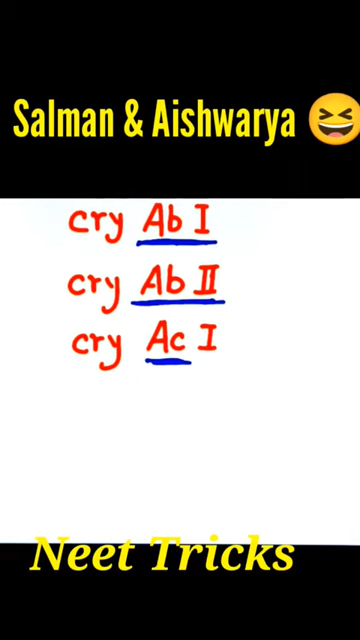 Salman & Aishwarya 😆
cry Ab I
cry Ab II
cry Ac I
Neet Tricks